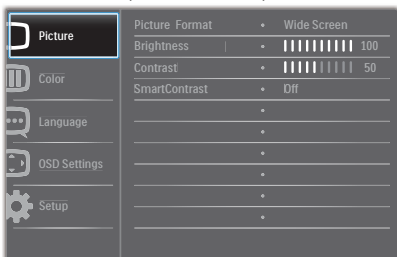 Picture
Color
Language
OSD Settings
Setup
Picture Format • Wide Screen
Brightness • 100
Contrast • 50
SmartContrast • Off
•
•
•
•
•
•